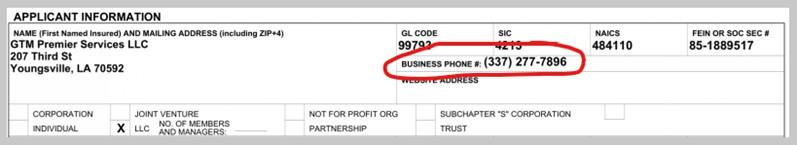 APPLICANT INFORMATION
NAME (First Named Insured) AND MAILING ADDRESS (including ZIP+4)
GTM Premier Services LLC
207 Third St
Youngsville, LA 70592
GL CODE
99793
SIC
4213
NAICS
484110
FEIN OR SOC SEC #
85-1889517
BUSINESS PHONE #: (337) 277-7896
WEBSITE ADDRESS
CORPORATION
JOINT VENTURE
NOT FOR PROFIT ORG
SUBCHAPTER "S" CORPORATION
INDIVIDUAL
X LLC NO. OF MEMBERS
AND MANAGERS:
PARTNERSHIP
TRUST